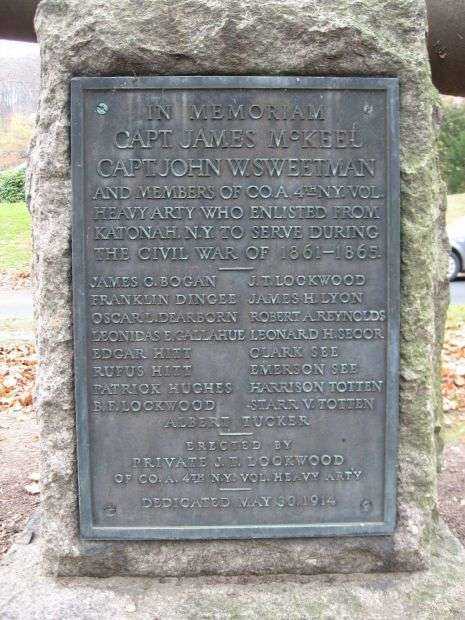 IN MEMORIAM
CAPT. JAMES McKEEL
CAPT. JOHN W. SWEETMAN
AND MEMBERS OF CO. A. 4TH N.Y. VOL.
HEAVY ARTY WHO ENLISTED FROM
KATONAH, N.Y. TO SERVE DURING
THE CIVIL WAR OF 1861-1865.
JAMES C. BOGAN J. T. LOCKWOOD
FRANKLIN DINGEE JAMES H. LYON
OSCAR L. DEARBORN ROBERT A. REYNOLDS
LEONIDAS E. GALLAHUE LEONARD H. SECOR
EDGAR HITT CLARK SEE
RUFUS HITT EMERSON SEE
PATRICK HUGHES HARRISON TOTTEN
B. F. LOCKWOOD STARR V. TOTTEN
ALBERT TUCKER
ERECTED BY
PRIVATE J. T. LOCKWOOD
OF CO. A. 4TH N.Y. VOL. HEAVY ARTY
DEDICATED MAY 30, 1914